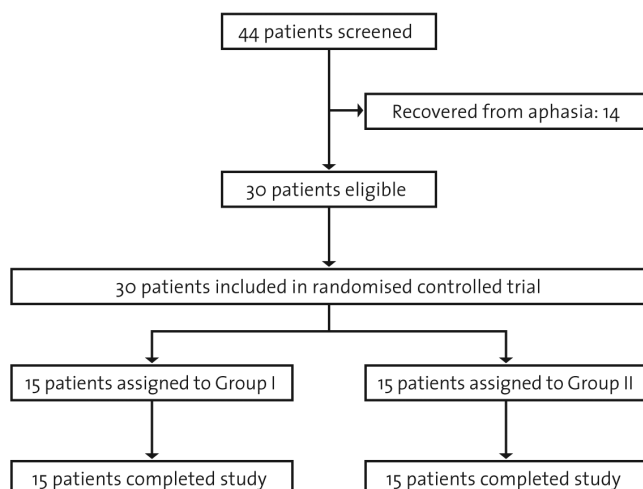 44 patients screened
Recovered from aphasia: 14
30 patients eligible
30 patients included in randomised controlled trial
15 patients assigned to Group I
15 patients assigned to Group II
15 patients completed study
15 patients completed study